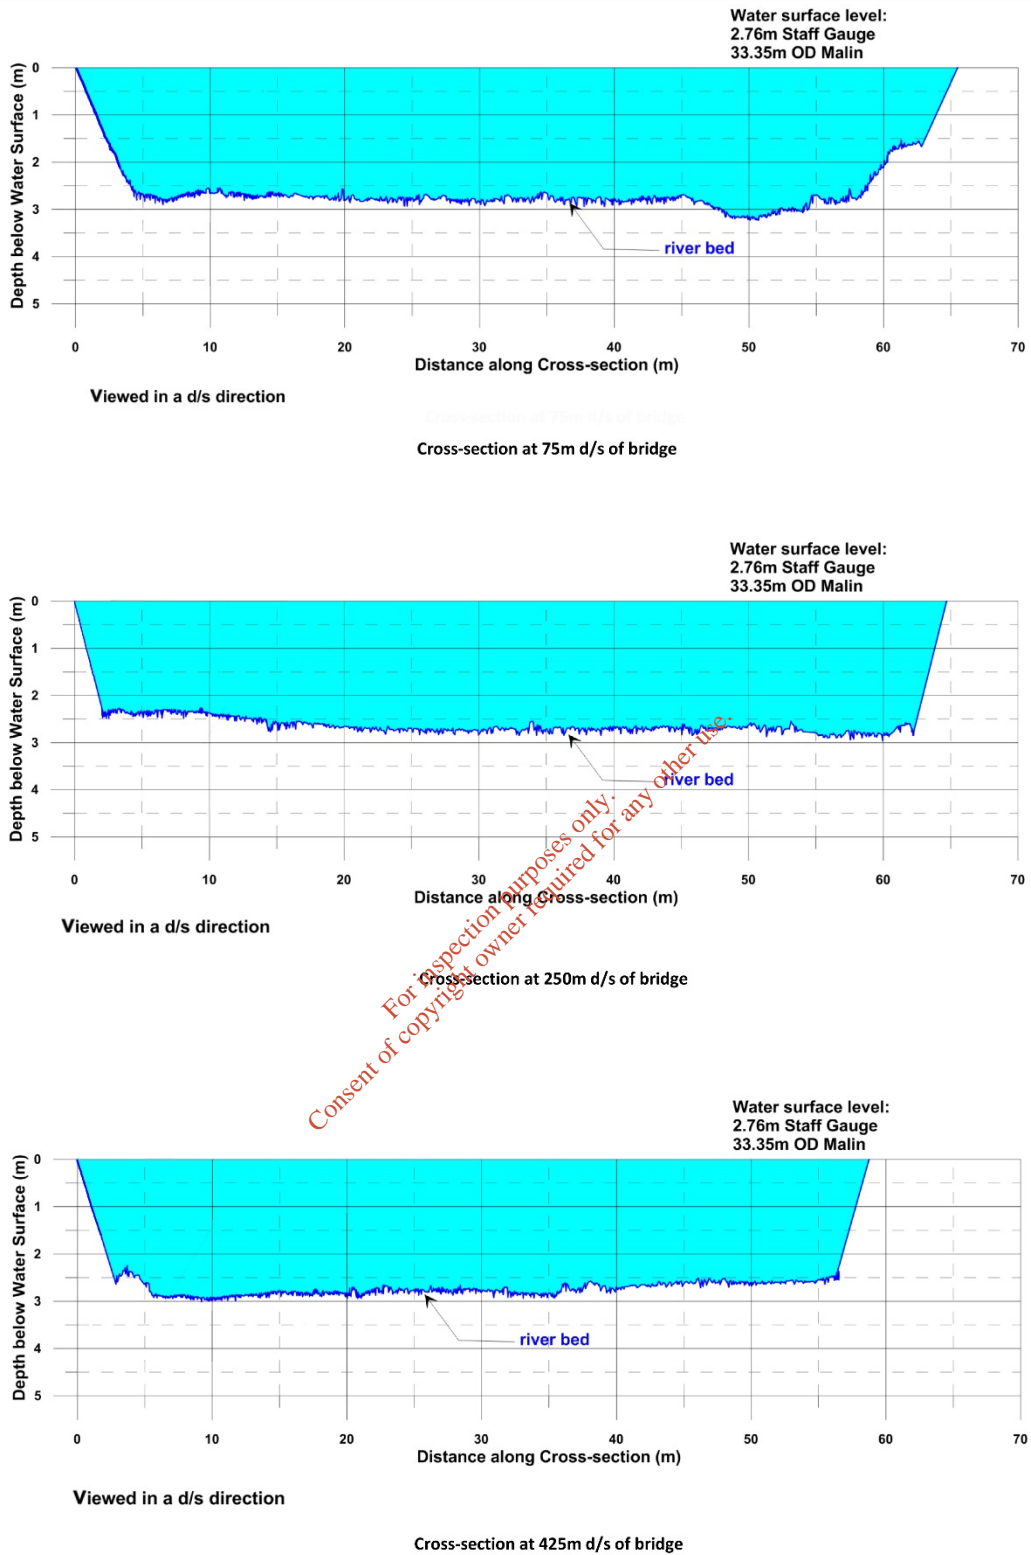 Water surface level:
2.76m Staff Gauge
33.35m OD Malin
Depth below Water Surface (m)
0
1
2
3
4
5
river bed
0 10 20 30 40 50 60 70
Distance along Cross-section (m)
Viewed in a d/s direction
Cross-section at 75m d/s of bridge
Cross-section at 75m d/s of bridge
Water surface level:
2.76m Staff Gauge
33.35m OD Malin
Depth below Water Surface (m)
0
1
2
3
4
5
river bed
0 10 20 30 40 50 60 70
Distance along Cross-section (m)
Viewed in a d/s direction
Cross-section at 250m d/s of bridge
For inspection purposes only.
Consent of copyright owner required for any other use.
Water surface level:
2.76m Staff Gauge
33.35m OD Malin
Depth below Water Surface (m)
0
1
2
3
4
5
river bed
0 10 20 30 40 50 60 70
Distance along Cross-section (m)
Viewed in a d/s direction
Cross-section at 425m d/s of bridge